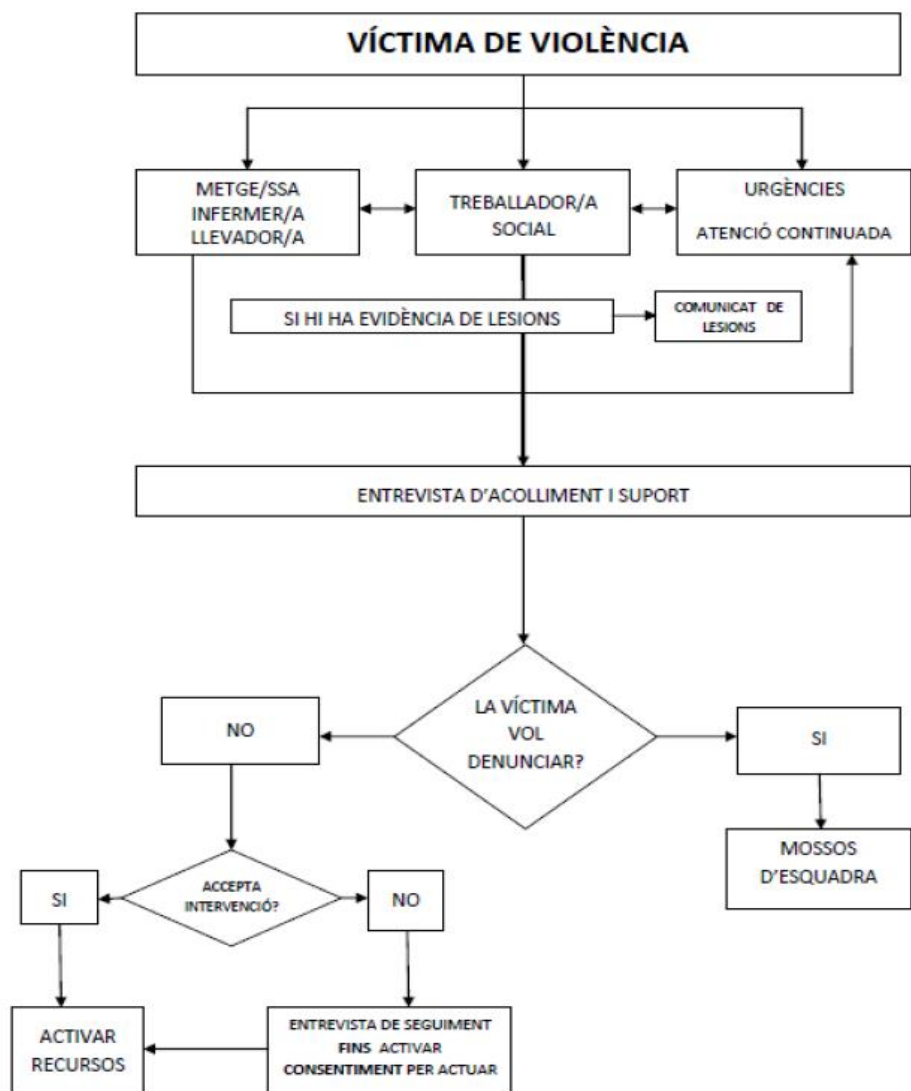 VÍCTIMA DE VIOLÈNCIA
METGE/SSA
INFERMER/A
LLEVADOR/A
TREBALLADOR/A
SOCIAL
URGÈNCIES
ATENCIÓ CONTINUADA
SI HI HA EVIDÈNCIA DE LESIONS
COMUNICAT DE
LESIONS
ENTREVISTA D'ACOLLIMENT I SUPORT
LA VÍCTIMA
VOL
DENUNCIAR?
NO
SI
MOSSOS
D'ESQUADRA
ACCEPTA
INTERVENCIÓ?
SI
NO
ACTIVAR
RECURSOS
ENTREVISTA DE SEGUIMENT
FINS ACTIVAR
CONSENTIMENT PER ACTUAR